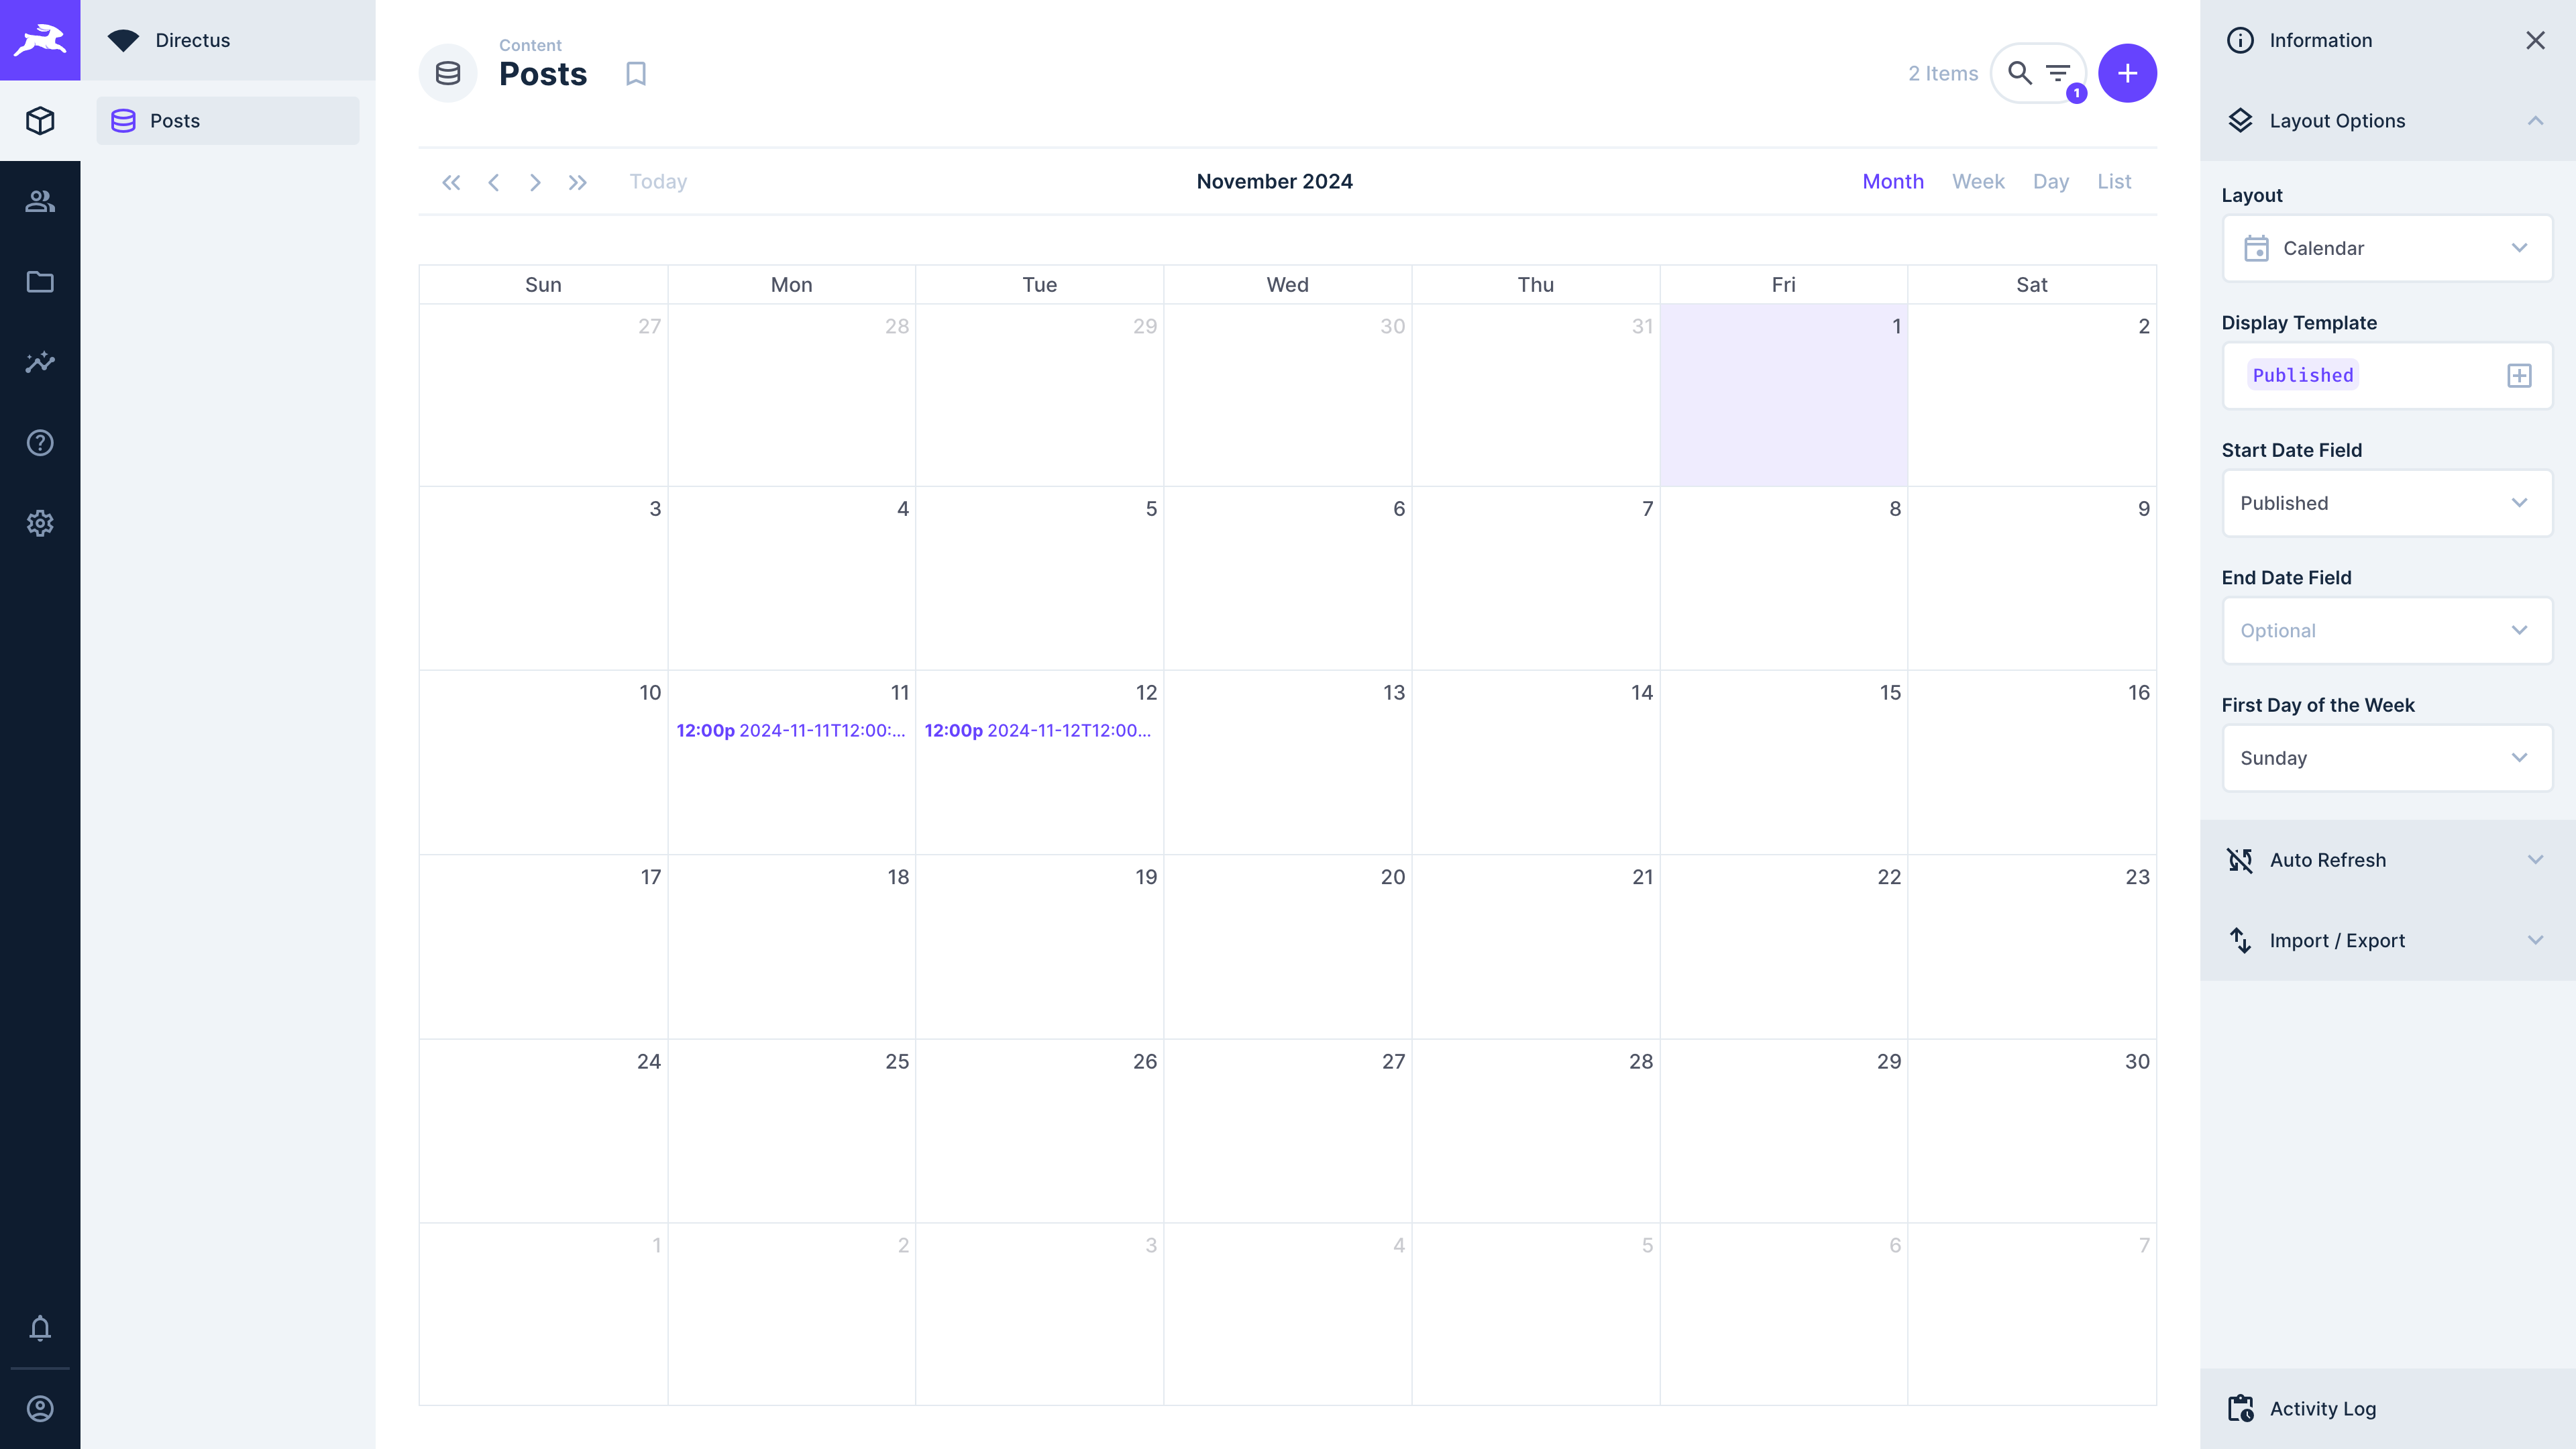 Directus
Posts
Content
Posts
2 Items
1
Today
November 2024
Month Week Day List
Sun Mon Tue Wed Thu Fri Sat
27 28 29 30 31 1 2
3 4 5 6 7 8 9
10 11 12 13 14 15 16
12:00p 2024-11-11T12:00:... 12:00p 2024-11-12T12:00...
17 18 19 20 21 22 23
24 25 26 27 28 29 30
1 2 3 4 5 6 7
Information
Layout Options
Layout
Calendar
Display Template
Published
Start Date Field
Published
End Date Field
Optional
First Day of the Week
Sunday
Auto Refresh
Import / Export
Activity Log